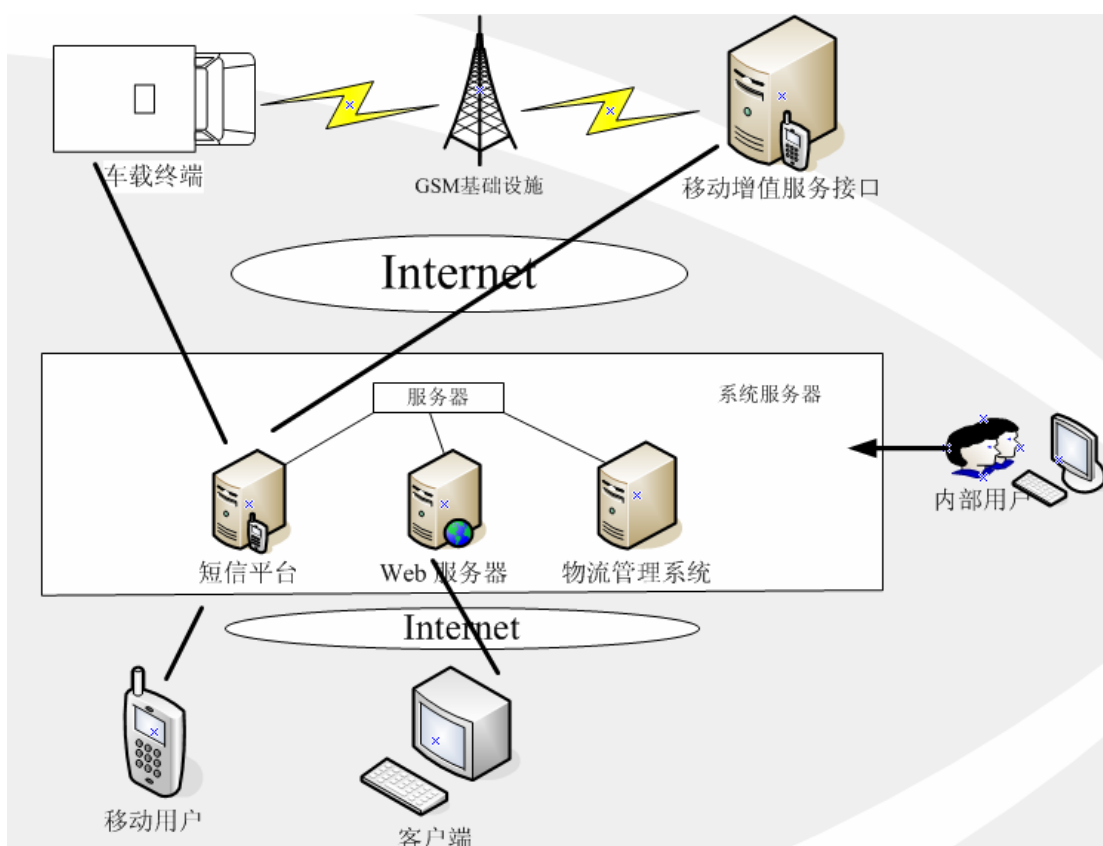 车载终端
GSM基础设施
移动增值服务接口
Internet
服务器
系统服务器
内部用户
短信平台
Web 服务器
物流管理系统
Internet
移动用户
客户端